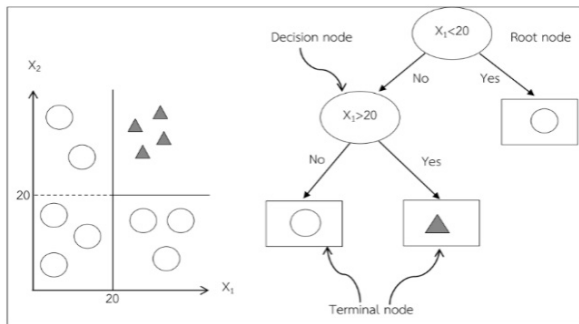 X₂
20
20
X₁
Decision node
X₁<20
Root node
No
Yes
X₁>20
No
Yes
Terminal node